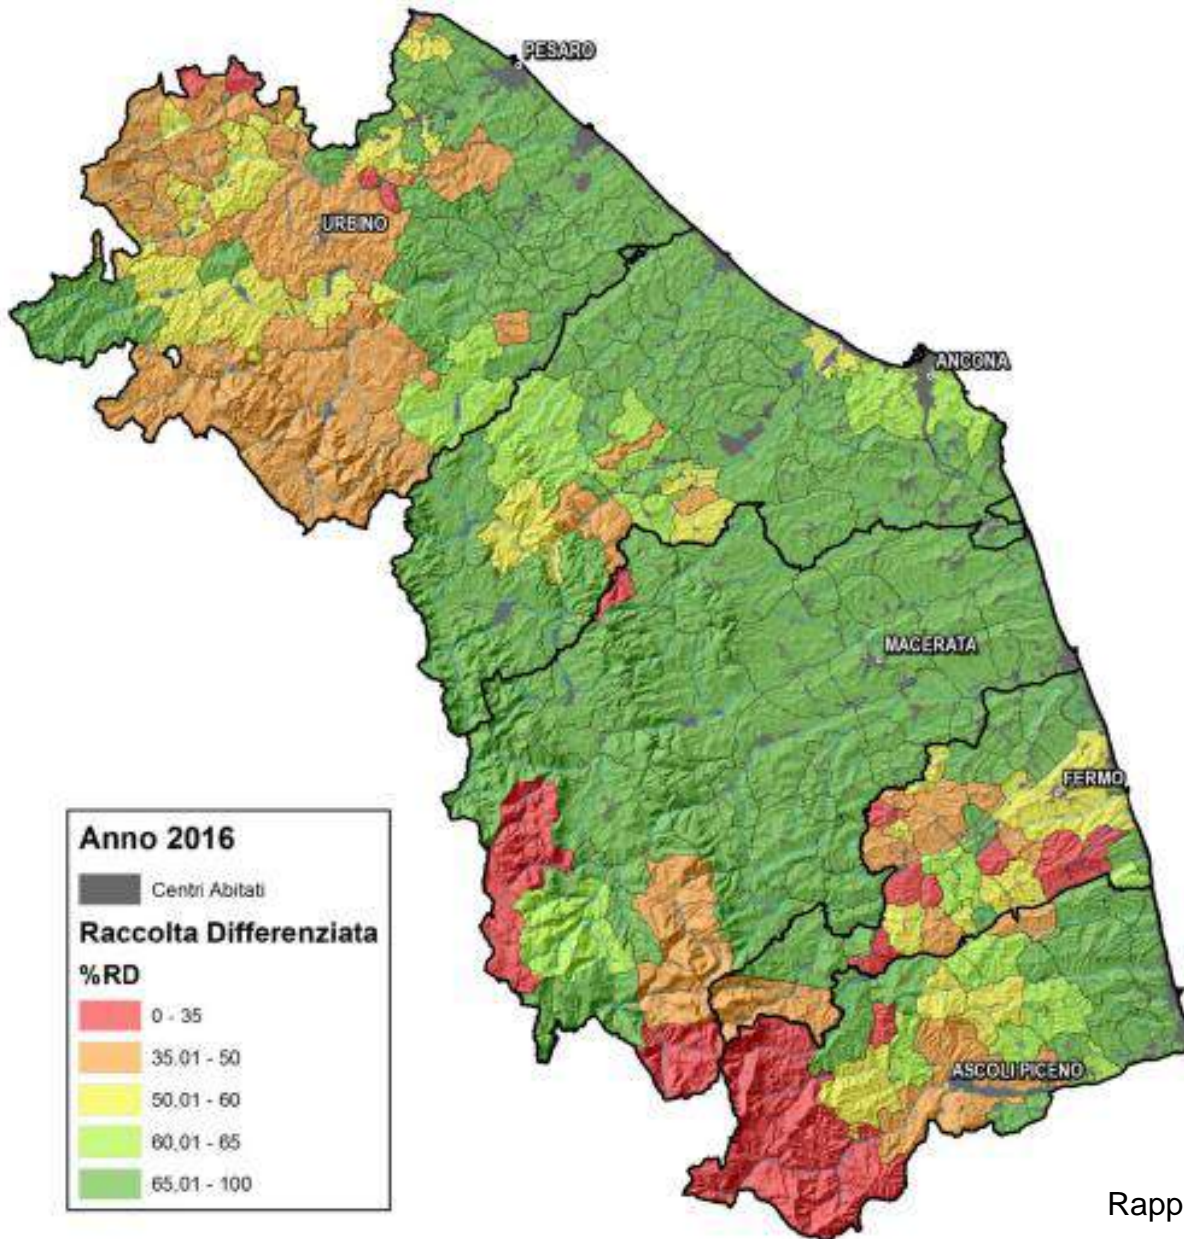 PESARO
URBINO
ANCONA
MACERATA
FERMO
ASCOLI PICENO
Anno 2016
Centri Abitati
Raccolta Differenziata
%RD
0 - 35
35.01 - 50
50.01 - 60
60.01 - 65
65.01 - 100
Rapp